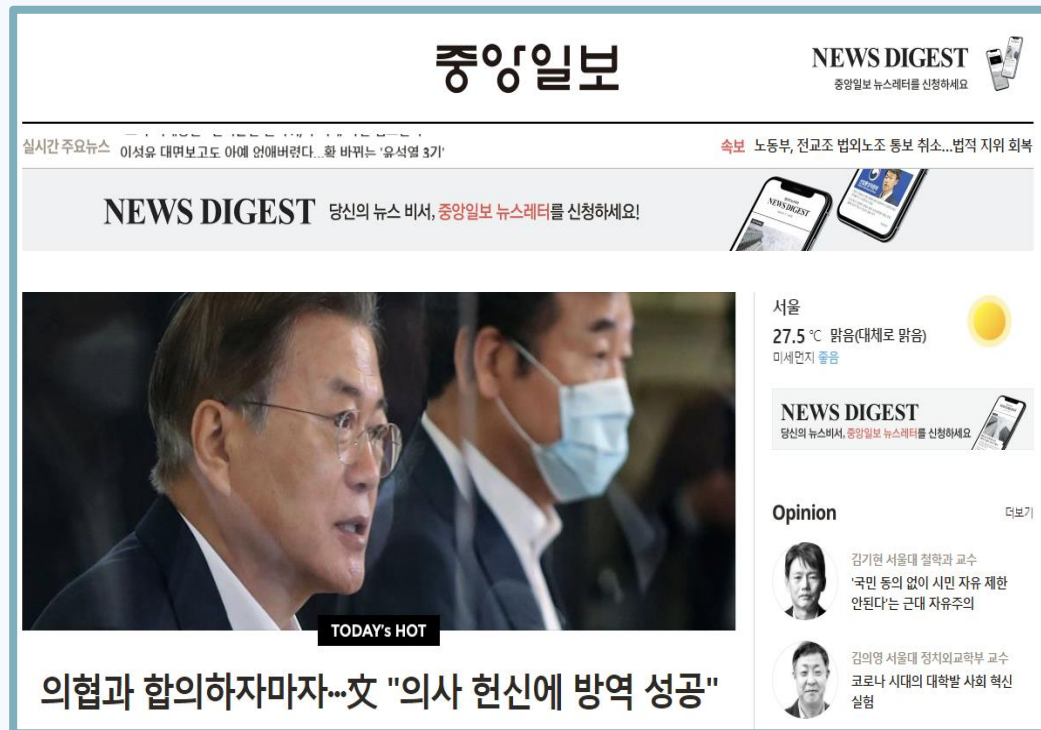 중앙일보
NEWS DIGEST
중앙일보 뉴스레터를 신청하세요
실시간 주요뉴스
이성윤 대면보고도 아예 없애버렸다...확 바뀌는 '윤석열 3기'
속보 노동부, 전교조 법외노조 통보 취소...법적 지위 회복
NEWS DIGEST 당신의 뉴스 비서, 중앙일보 뉴스레터를 신청하세요!
NEWS DIGEST
서울
27.5 ℃ 맑음(대체로 맑음)
미세먼지 좋음
NEWS DIGEST
당신의 뉴스비서, 중앙일보 뉴스레터를 신청하세요
TODAY's HOT
의협과 합의하자마자…文 "의사 헌신에 방역 성공"
Opinion
더보기
김기현 서울대 철학과 교수
'국민 동의 없이 시민 자유 제한
안된다'는 근대 자유주의
김의영 서울대 정치외교학부 교수
코로나 시대의 대학발 사회 혁신
실험